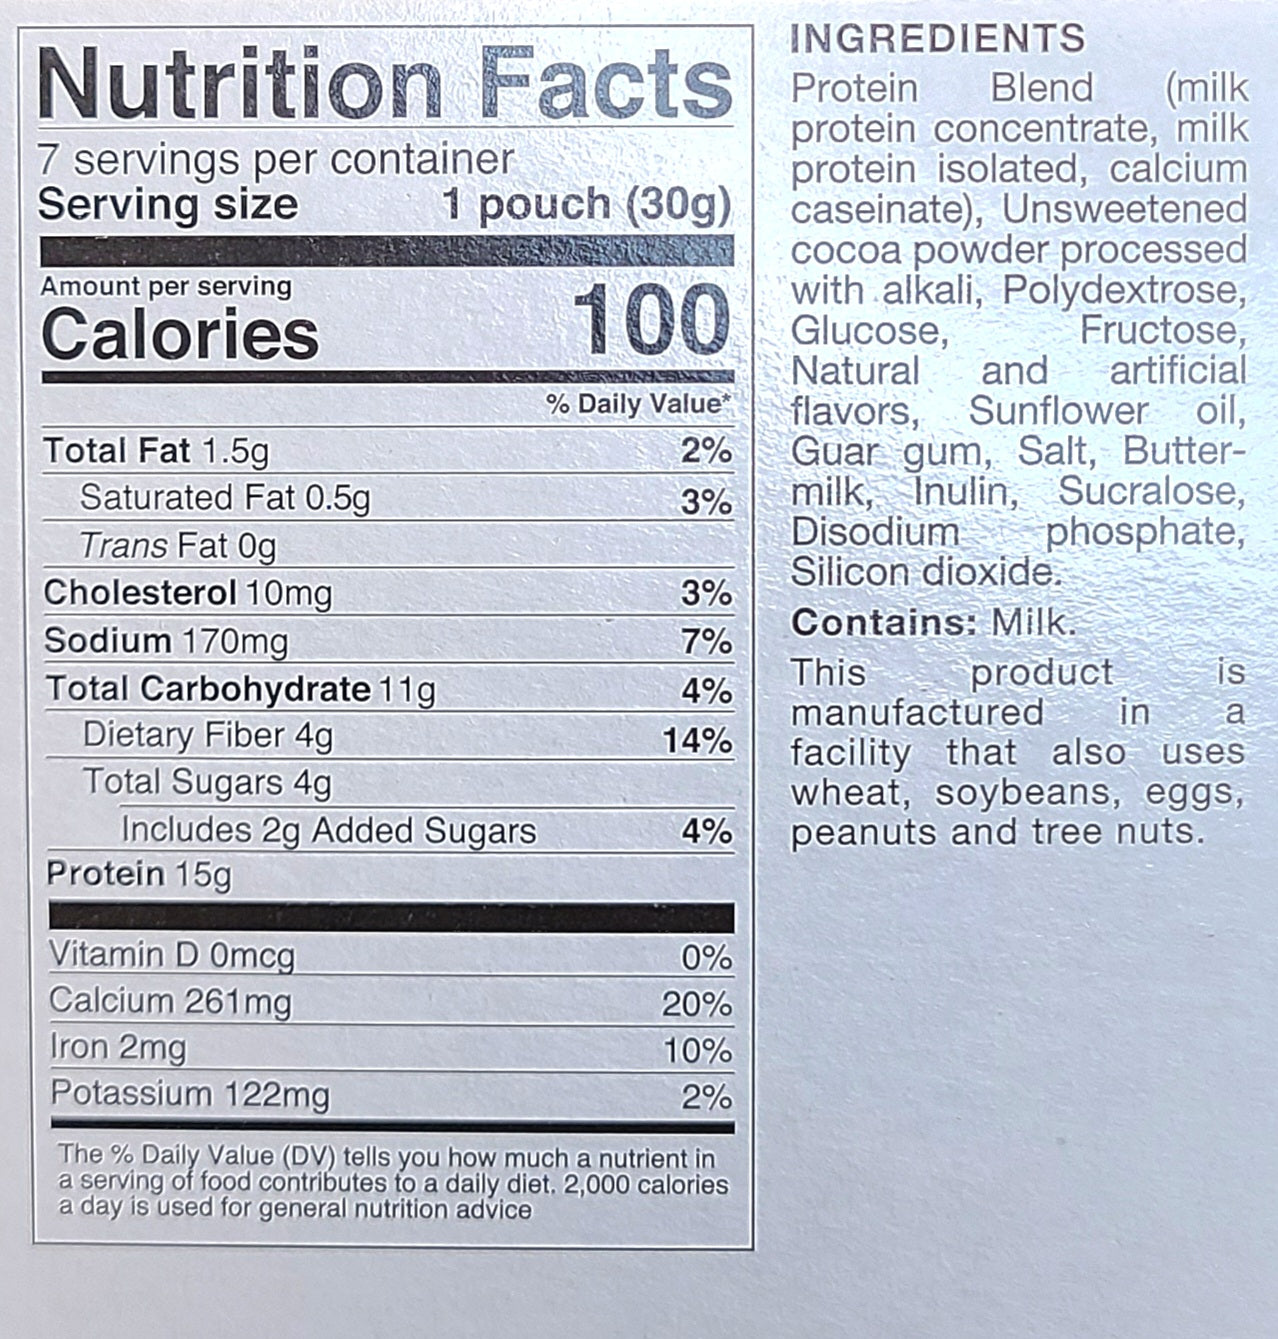 Nutrition Facts
7 servings per container
Serving size 1 pouch (30g)
Amount per serving
Calories 100
% Daily Value*
Total Fat 1.5g 2%
Saturated Fat 0.5g 3%
Trans Fat 0g
Cholesterol 10mg 3%
Sodium 170mg 7%
Total Carbohydrate 11g 4%
Dietary Fiber 4g 14%
Total Sugars 4g
Includes 2g Added Sugars 4%
Protein 15g
Vitamin D 0mcg 0%
Calcium 261mg 20%
Iron 2mg 10%
Potassium 122mg 2%
The % Daily Value (DV) tells you how much a nutrient in
a serving of food contributes to a daily diet. 2,000 calories
a day is used for general nutrition advice
INGREDIENTS
Protein Blend (milk
protein concentrate, milk
protein isolated, calcium
caseinate), Unsweetened
cocoa powder processed
with alkali, Polydextrose,
Glucose, Fructose,
Natural and artificial
flavors, Sunflower oil,
Guar gum, Salt, Butter-
milk, Inulin, Sucralose,
Disodium phosphate,
Silicon dioxide.
Contains: Milk.
This product is
manufactured in a
facility that also uses
wheat, soybeans, eggs,
peanuts and tree nuts.